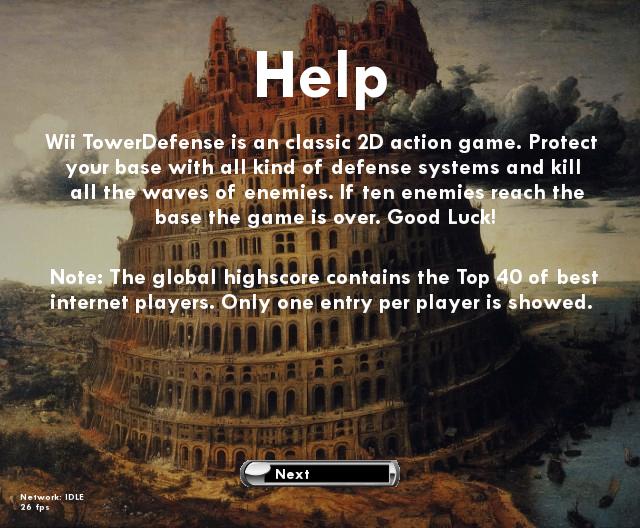 Help
Wii TowerDefense is an classic 2D action game. Protect
your base with all kind of defense systems and kill
all the waves of enemies. If ten enemies reach the
base the game is over. Good Luck!
Note: The global highscore contains the Top 40 of best
internet players. Only one entry per player is showed.
Next
Network: IDLE
26 fps